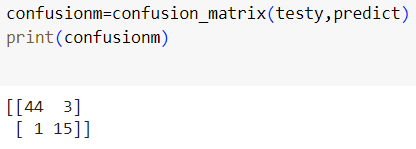 confusionm=confusion_matrix(testy,predict)
print(confusionm)
[[44  3]
 [ 1 15]]